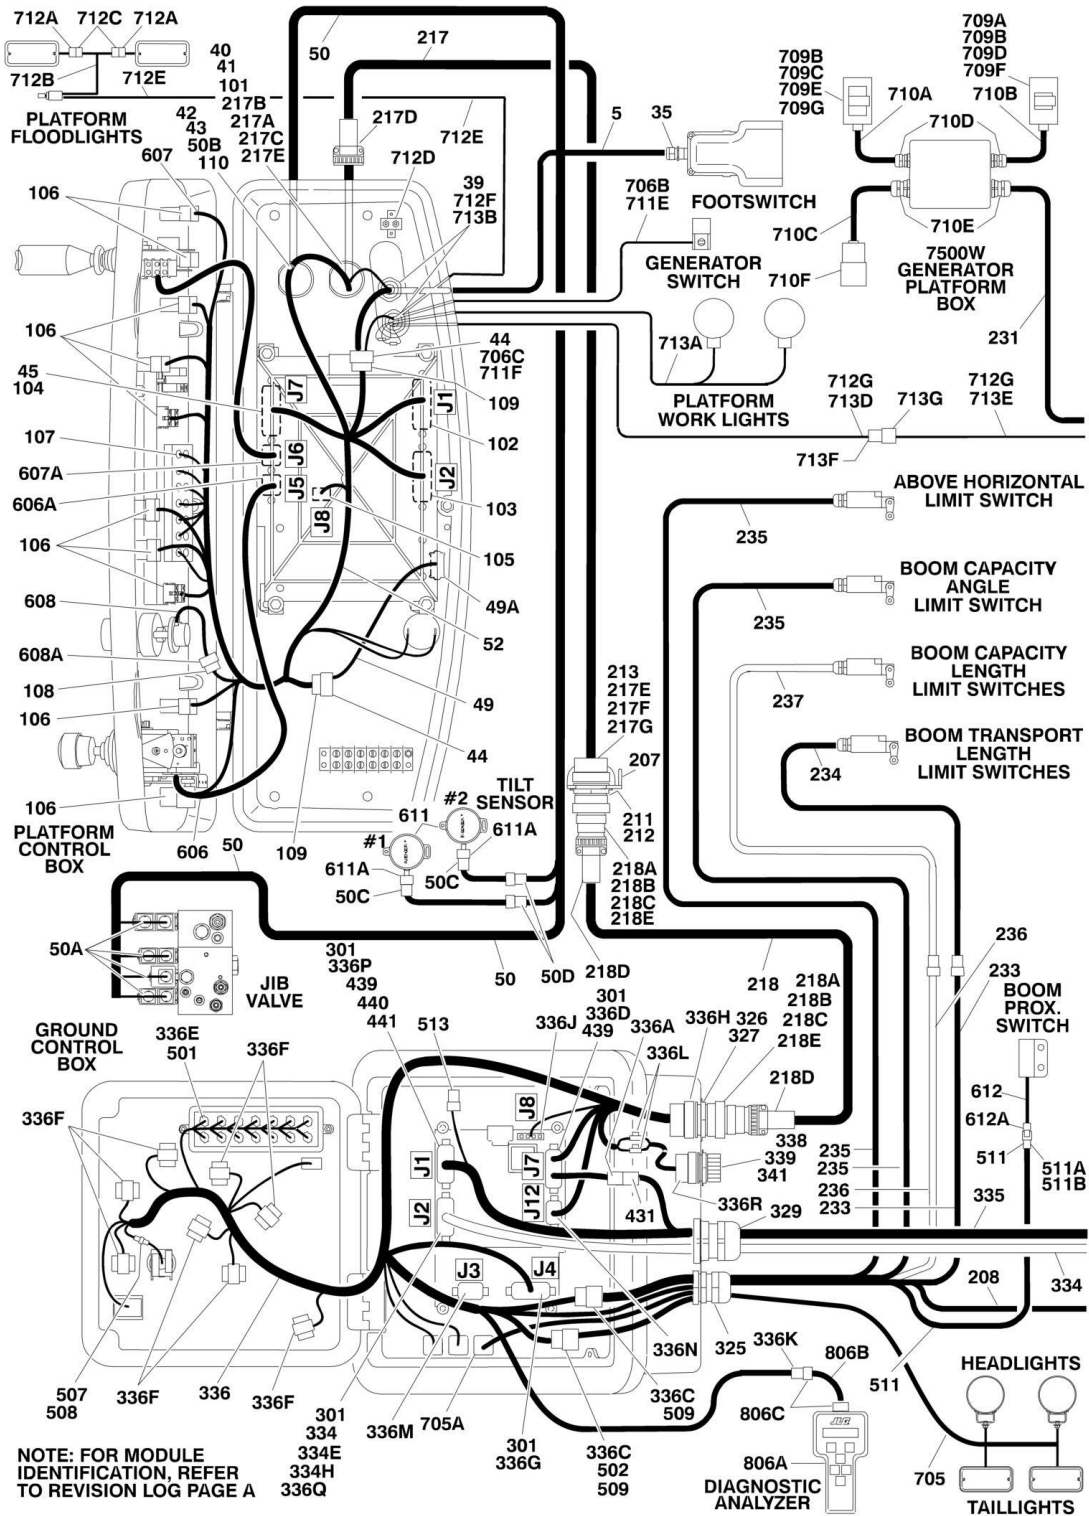 712A 712C 712A
712B 712E
PLATFORM
FLOODLIGHTS
40
41
101
217B
217A
217C
217E
42
43
50B
110
607
50
217
217D
712D
712E
5
35
FOOTSWITCH
39
712F
713B
706B
711E
GENERATOR
SWITCH
709B
709C
709E
709G
709A
709B
709D
709F
710A
710B
710D
710E
710C
710F
7500W
GENERATOR
PLATFORM
BOX
231
106
106
45
104
107
607A
606A
106
608
608A
108
106
106
PLATFORM
CONTROL
BOX
606
J7
J6
J5
J8
J1
J2
44
706C
711F
109
102
103
105
49A
52
49
44
109
713A
PLATFORM
WORK LIGHTS
712G
713D
713G
712G
713E
713F
ABOVE HORIZONTAL
LIMIT SWITCH
235
BOOM CAPACITY
ANGLE
LIMIT SWITCH
235
BOOM CAPACITY
LENGTH
LIMIT SWITCHES
237
BOOM TRANSPORT
LENGTH
LIMIT SWITCHES
234
213
217E
217F
217G
207
211
212
218A
218B
218C
218E
218D
TILT
SENSOR
#2
#1
611
611A
611A
50C
50C
50D
50
50
50A
JIB
VALVE
GROUND
CONTROL
BOX
218
236
233
BOOM
PROX.
SWITCH
612
612A
511
511A
511B
301
336P
439
440
441
513
336J
301
336D
439
336A
336L
336H
326
327
218A
218B
218C
218E
218D
336E
501
336F
336F
J8
J1
J2
J7
J12
J3
J4
338
339
341
336R
431
329
235
235
236
233
335
208
334
325
336N
336K
806B
511
507
508
336F
336
336F
301
334
334E
334H
336Q
336M
705A
301
336G
336C
509
336C
502
509
806C
806A
JLG
DIAGNOSTIC
ANALYZER
705
HEADLIGHTS
TAILLIGHTS
NOTE: FOR MODULE
IDENTIFICATION, REFER
TO REVISION LOG PAGE A